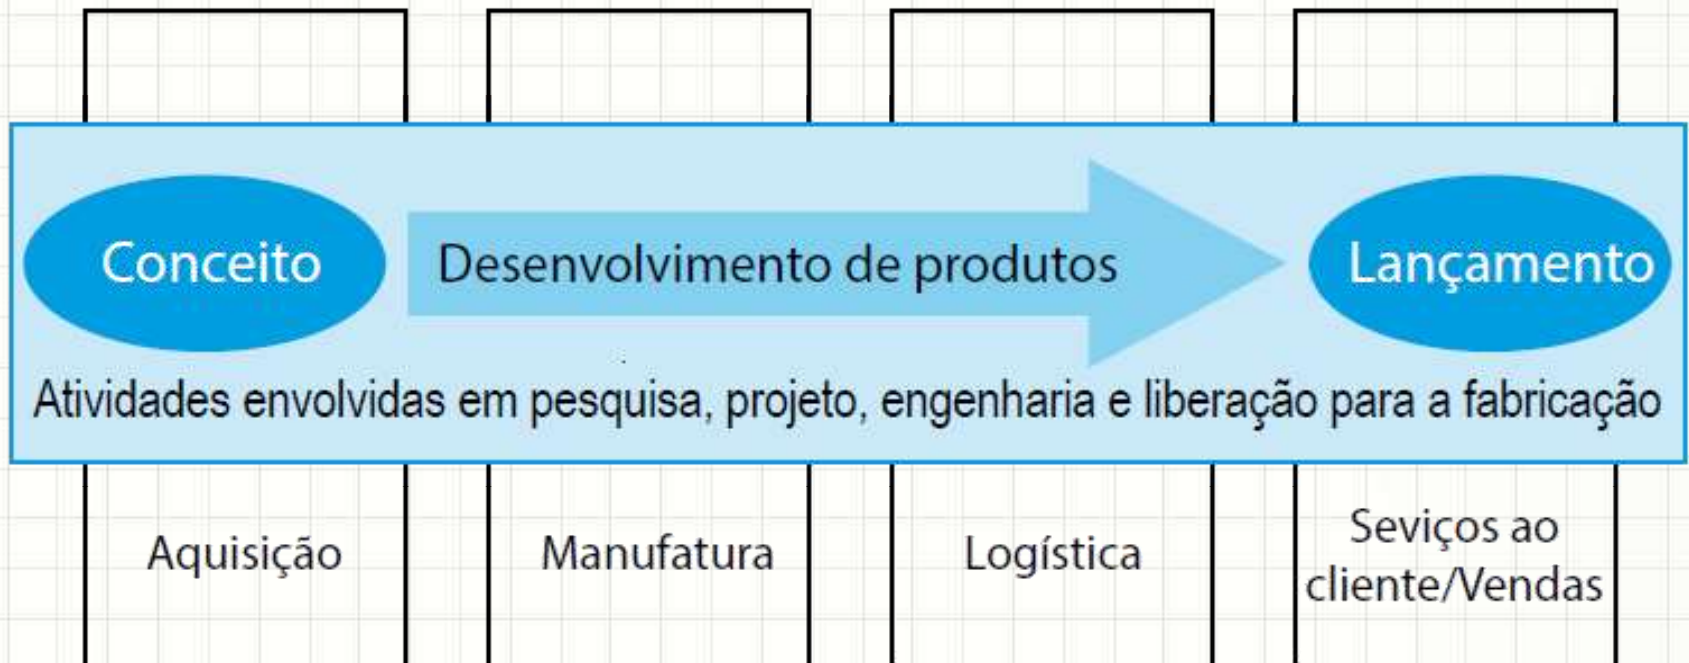 Conceito
Desenvolvimento de produtos
Lançamento
Atividades envolvidas em pesquisa, projeto, engenharia e liberação para a fabricação
Aquisição
Manufatura
Logística
Seviços ao
cliente/Vendas